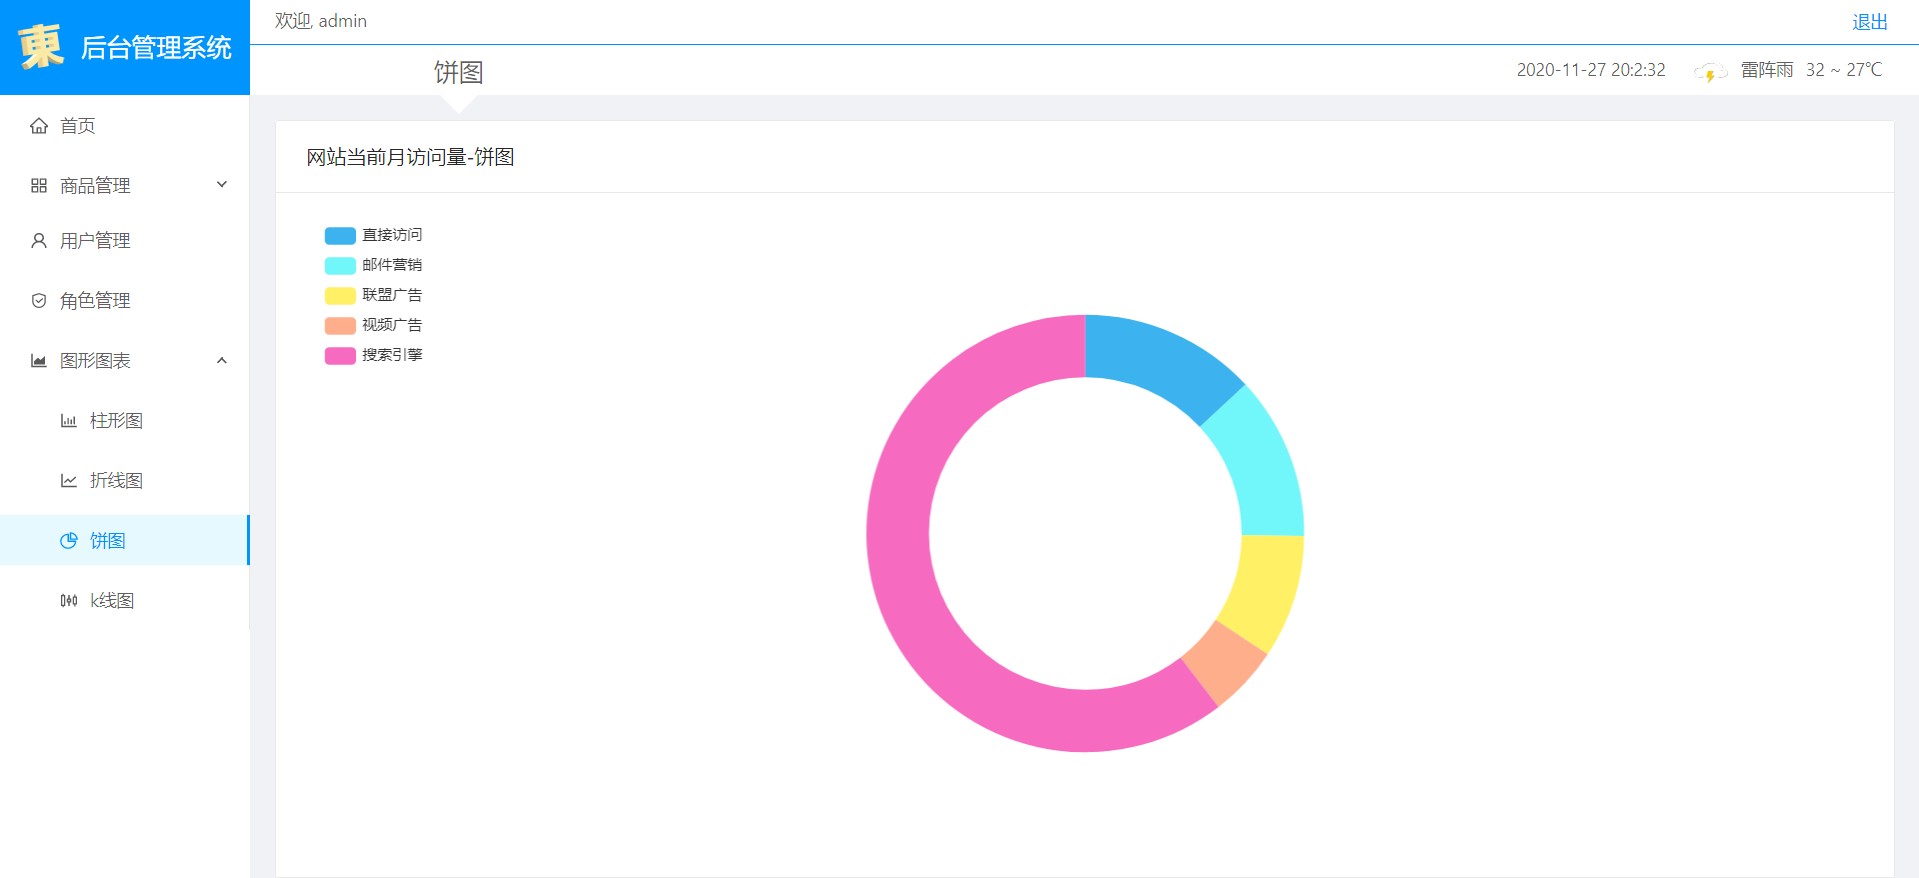 東 后台管理系统
欢迎, admin
退出
饼图
2020-11-27 20:2:32 雷阵雨 32 ~ 27℃
首页
商品管理
用户管理
角色管理
图形图表
柱形图
折线图
饼图
k线图
网站当前月访问量-饼图
直接访问
邮件营销
联盟广告
视频广告
搜索引擎